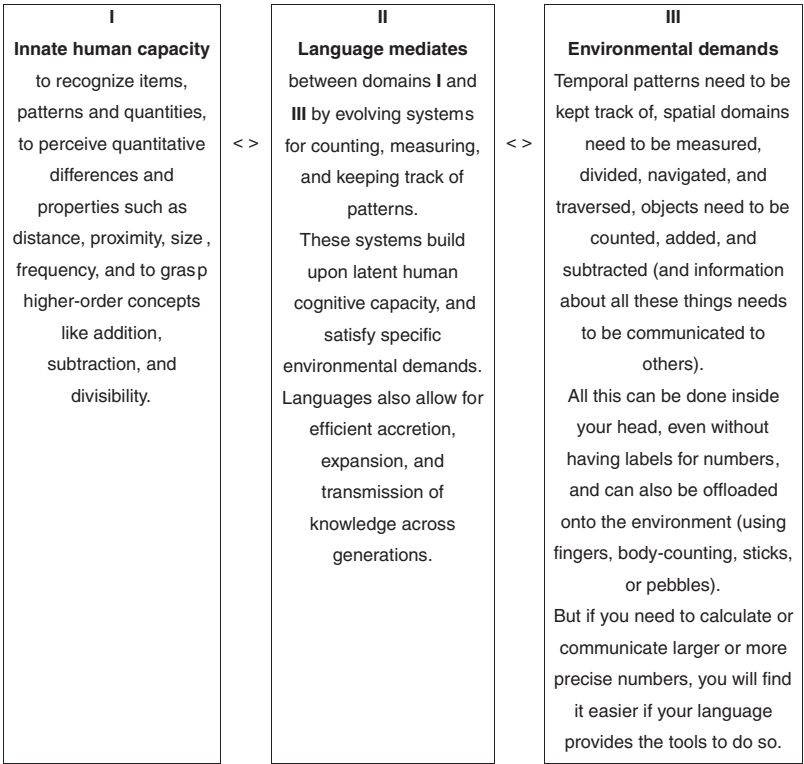 I
Innate human capacity
to recognize items,
patterns and quantities,
to perceive quantitative
differences and
properties such as
distance, proximity, size,
frequency, and to grasp
higher-order concepts
like addition,
subtraction, and
divisibility.
< >
II
Language mediates
between domains I and
III by evolving systems
for counting, measuring,
and keeping track of
patterns.
These systems build
upon latent human
cognitive capacity, and
satisfy specific
environmental demands.
Languages also allow for
efficient accretion,
expansion, and
transmission of
knowledge across
generations.
< >
III
Environmental demands
Temporal patterns need to be
kept track of, spatial domains
need to be measured,
divided, navigated, and
traversed, objects need to be
counted, added, and
subtracted (and information
about all these things needs
to be communicated to
others).
All this can be done inside
your head, even without
having labels for numbers,
and can also be offloaded
onto the environment (using
fingers, body-counting, sticks,
or pebbles).
But if you need to calculate or
communicate larger or more
precise numbers, you will find
it easier if your language
provides the tools to do so.